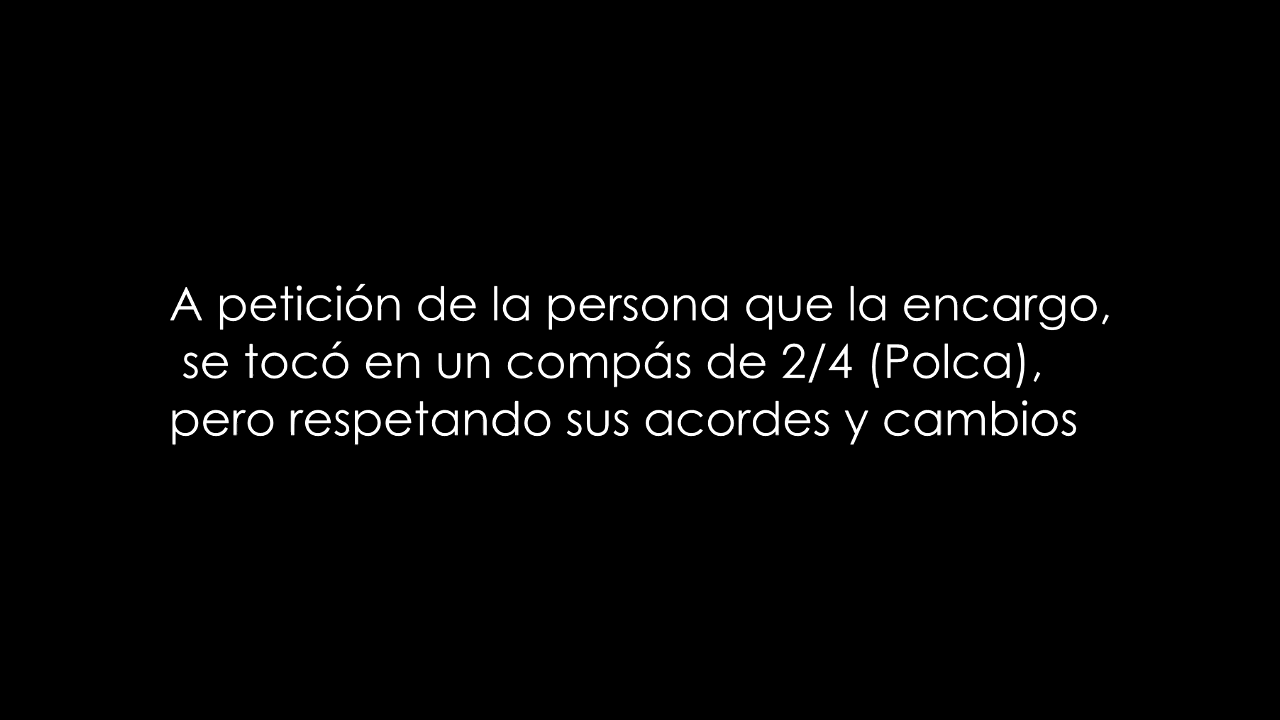 A petición de la persona que la encargo,
se tocó en un compás de 2/4 (Polca),
pero respetando sus acordes y cambios